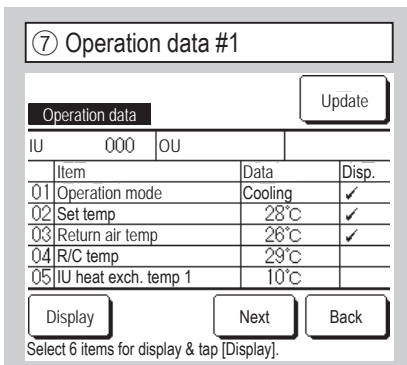 ⑦ Operation data #1
Update
Operation data
IU 000 OU
Item Data Disp.
01 Operation mode Cooling ✓
02 Set temp 28℃ ✓
03 Return air temp 26℃ ✓
04 R/C temp 29℃
05 IU heat exch. temp 1 10℃
Display Next Back
Select 6 items for display & tap [Display].